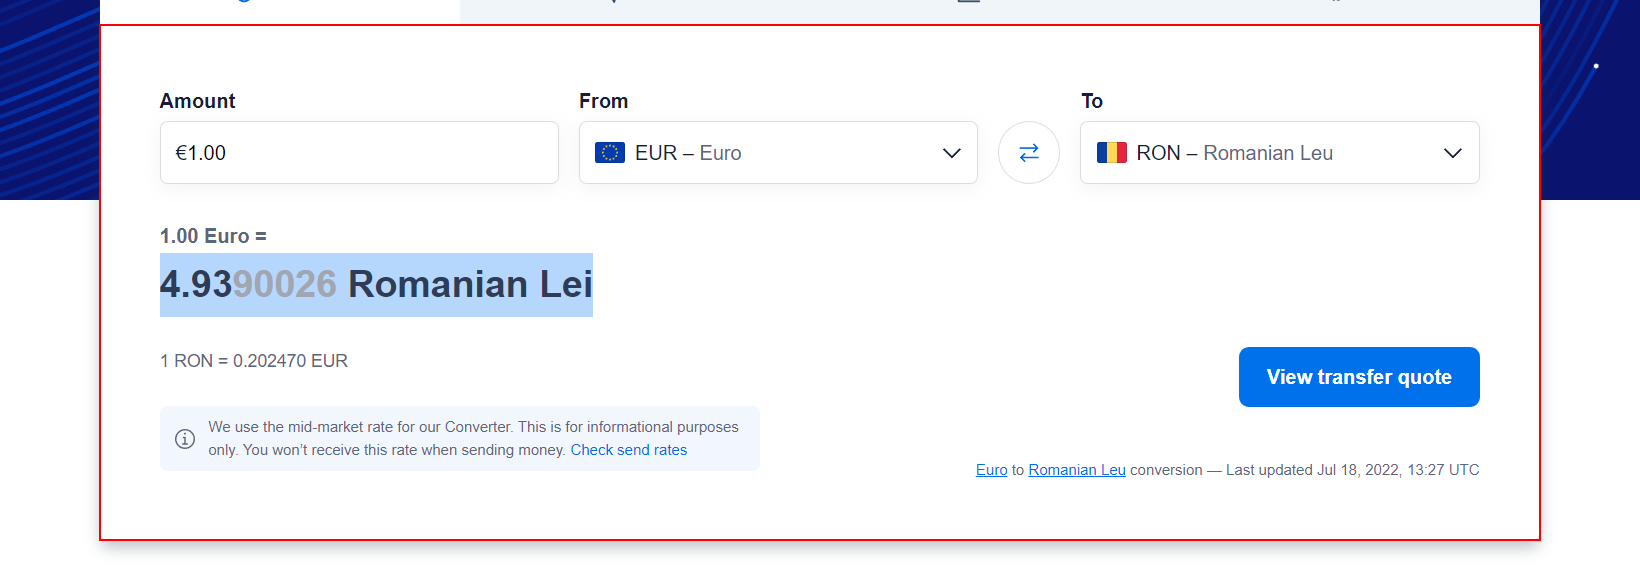 Amount
From
To
€1.00
EUR – Euro
RON – Romanian Leu
1.00 Euro =
4.9390026 Romanian Lei
1 RON = 0.202470 EUR
View transfer quote
We use the mid-market rate for our Converter. This is for informational purposes
only. You won’t receive this rate when sending money. Check send rates
Euro to Romanian Leu conversion — Last updated Jul 18, 2022, 13:27 UTC